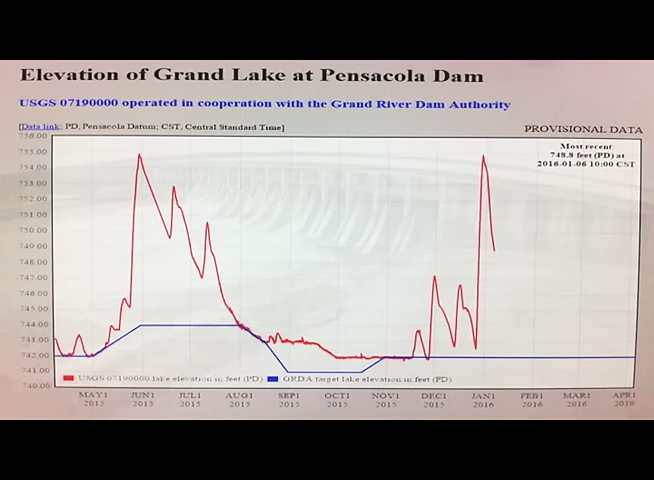 Elevation of Grand Lake at Pensacola Dam
USGS 07190000 operated in cooperation with the Grand River Dam Authority
[Data link: PD, Pensacola Datum; CST, Central Standard Time]
PROVISIONAL DATA
Most recent:
748.8 feet (PD) at
2016-01-06 10:00 CST
756.00
755.00
754.00
753.00
752.00
751.00
750.00
749.00
748.00
747.00
746.00
745.00
744.00
743.00
742.00
741.00
740.00
USGS 07190000 lake elevation in feet (PD) GRDA target lake elevation in feet (PD)
MAY1 JUN1 JUL1 AUG1 SEP1 OCT1 NOV1 DEC1 JAN1 FEB1 MAR1 APR1
2015 2015 2015 2015 2015 2015 2015 2015 2016 2016 2016 2016